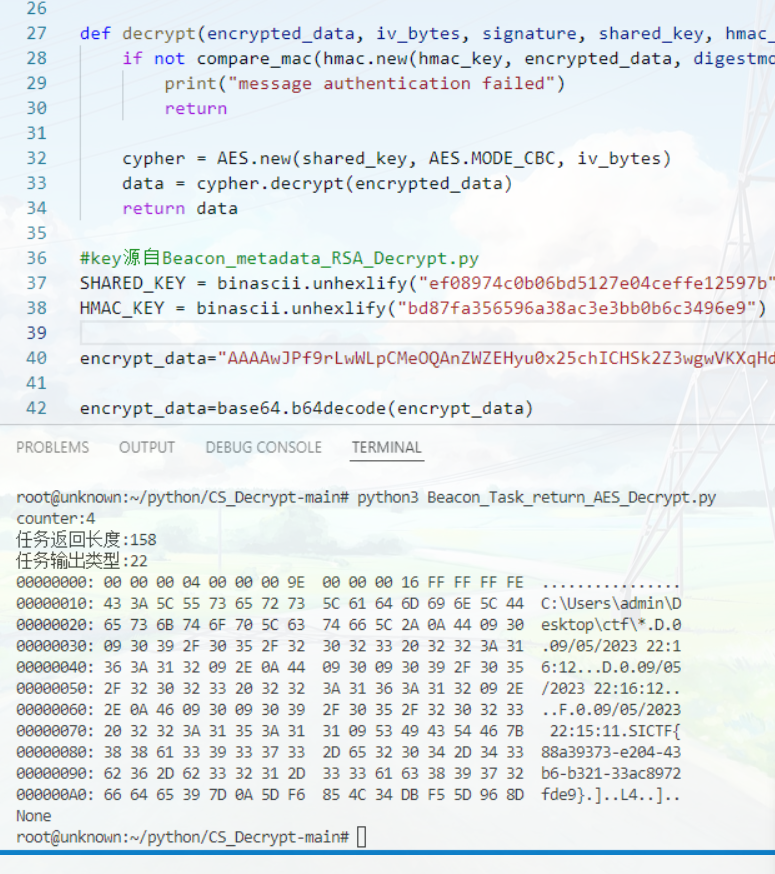 26
27 def decrypt(encrypted_data, iv_bytes, signature, shared_key, hmac_
28 if not compare_mac(hmac.new(hmac_key, encrypted_data, digestmo
29 print("message authentication failed")
30 return
31
32 cypher = AES.new(shared_key, AES.MODE_CBC, iv_bytes)
33 data = cypher.decrypt(encrypted_data)
34 return data
35
36 #key源自Beacon_metadata_RSA_Decrypt.py
37 SHARED_KEY = binascii.unhexlify("ef08974c0b06bd5127e04ceffe12597b"
38 HMAC_KEY = binascii.unhexlify("bd87fa356596a38ac3e3bb0b6c3496e9")
39
40 encrypt_data="AAAAwJPf9rLwWLpCMeOQAnZWZEHyu0x25chICHSk2Z3wgwVKXqHd
41
42 encrypt_data=base64.b64decode(encrypt_data)
PROBLEMS OUTPUT DEBUG CONSOLE TERMINAL
root@unknown:~/python/CS_Decrypt-main# python3 Beacon_Task_return_AES_Decrypt.py
counter:4
任务返回长度:158
任务输出类型:22
00000000: 00 00 00 04 00 00 00 9E 00 00 00 16 FF FF FF FE ................
00000010: 43 3A 5C 55 73 65 72 73 5C 61 64 6D 69 6E 5C 44 C:\Users\admin\D
00000020: 65 73 6B 74 6F 70 5C 63 74 66 5C 2A 0A 44 09 30 esktop\ctf\*.D.0
00000030: 09 30 39 2F 30 35 2F 32 30 32 33 20 32 32 3A 31 .09/05/2023 22:1
00000040: 36 3A 31 32 09 2E 0A 44 09 30 09 30 39 2F 30 35 6:12...D.0.09/05
00000050: 2F 32 30 32 33 20 32 32 3A 31 36 3A 31 32 09 2E /2023 22:16:12..
00000060: 2E 0A 46 09 30 09 30 39 2F 30 35 2F 32 30 32 33 ..F.0.09/05/2023
00000070: 20 32 32 3A 31 35 3A 31 31 09 53 49 43 54 46 7B 22:15:11.SICTF{
00000080: 38 38 61 33 39 33 37 33 2D 65 32 30 34 2D 34 33 88a39373-e204-43
00000090: 62 36 2D 62 33 32 31 2D 33 33 61 63 38 39 37 32 b6-b321-33ac8972
000000A0: 66 64 65 39 7D 0A 5D F6 85 4C 34 DB F5 5D 96 8D fde9}.]..L4..]..
None
root@unknown:~/python/CS_Decrypt-main#